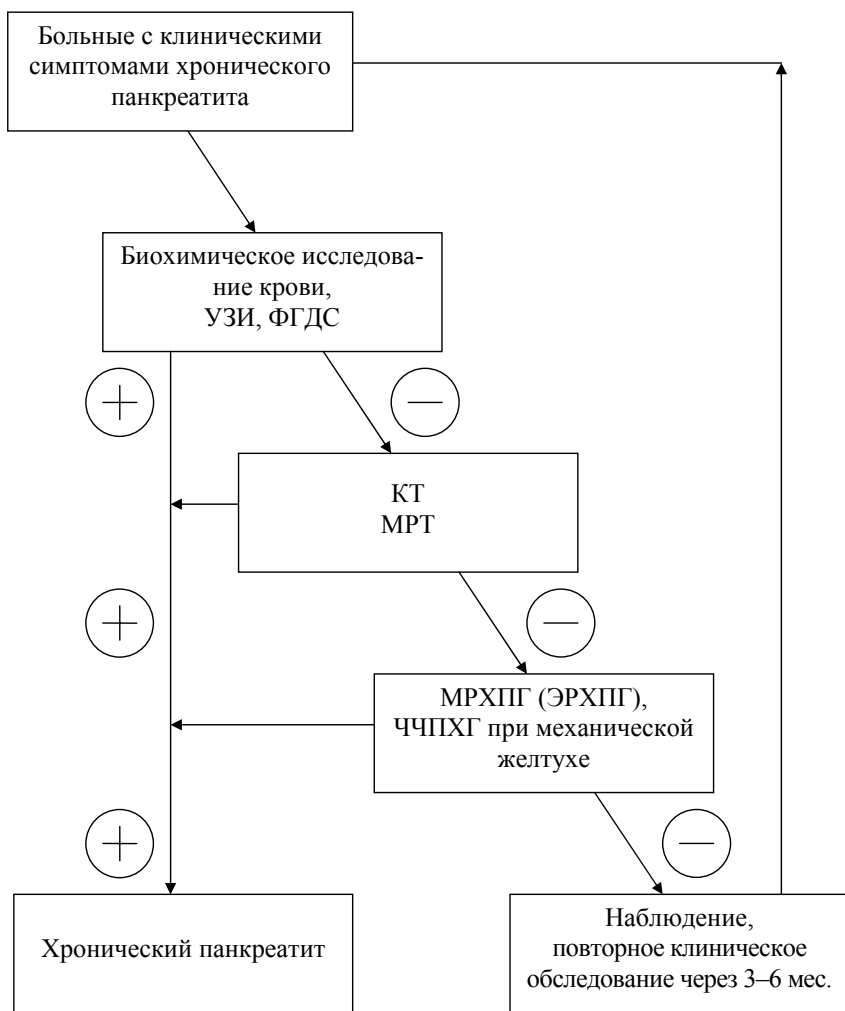 Больные с клиническими
симптомами хронического
панкреатита
Биохимическое исследова-
ние крови,
УЗИ, ФГДС
КТ
МРТ
МРХПГ (ЭРХПГ),
ЧЧПХГ при механической
желтухе
Хронический панкреатит
Наблюдение,
повторное клиническое
обследование через 3–6 мес.